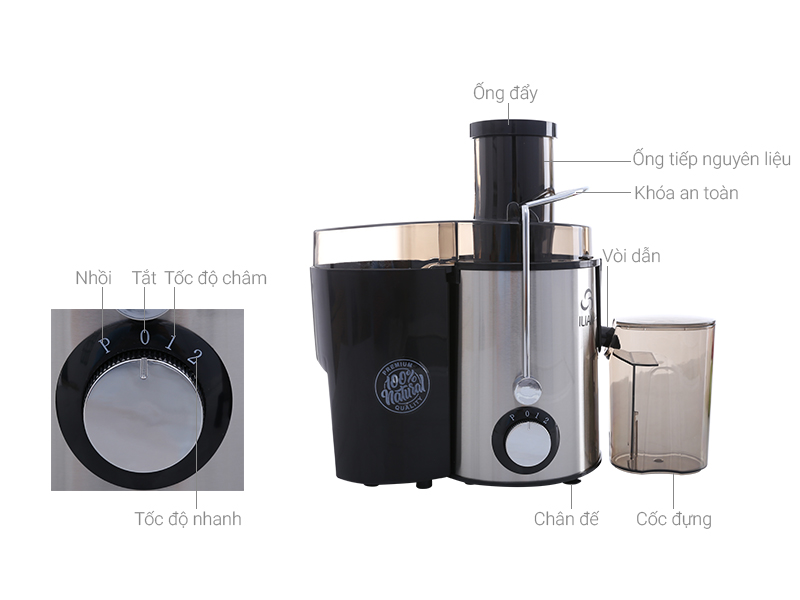 Ống đẩy
Ống tiếp nguyên liệu
Khóa an toàn
Vòi dẫn
Nhồi
Tắt
Tốc độ châm
P 0 1 2
PREMIUM
100%
Natural
QUALITY
P 0 1 2
Tốc độ nhanh
Chân đế
Cốc đựng